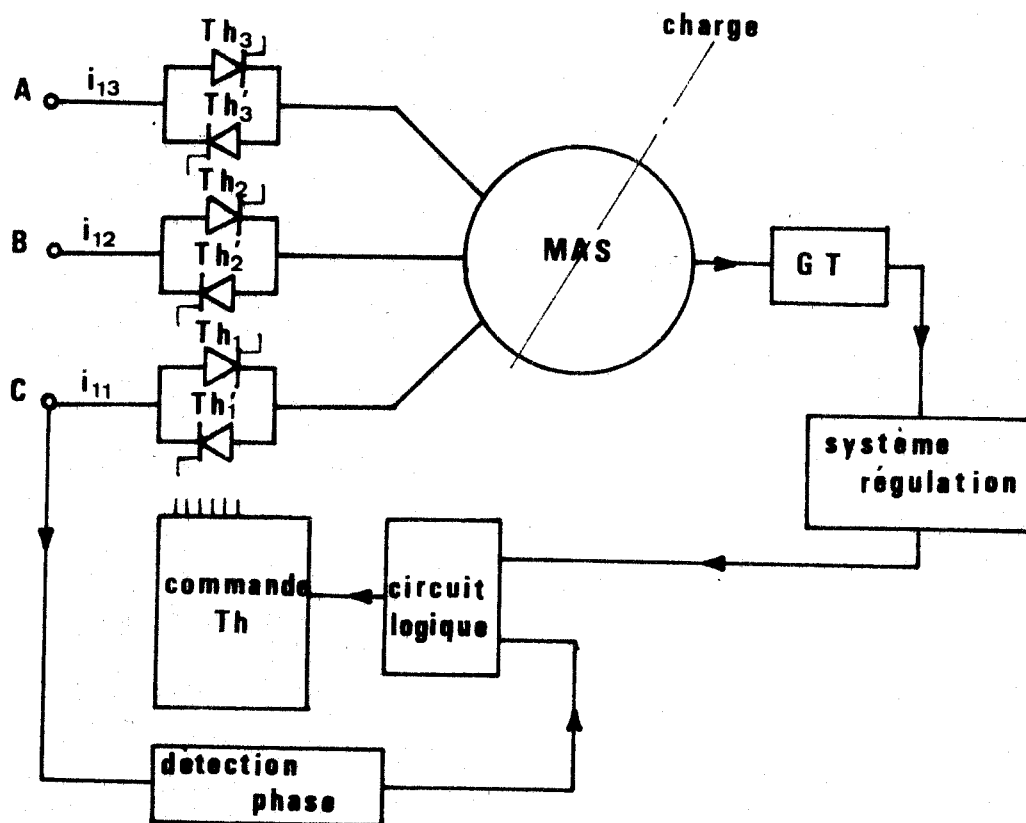 charge
Th3
A
i13
Th'3
Th2
B
i12
Th'2
MAS
GT
Th1
C
i11
Th'1
système
régulation
commande
Th
circuit
logique
détection
phase